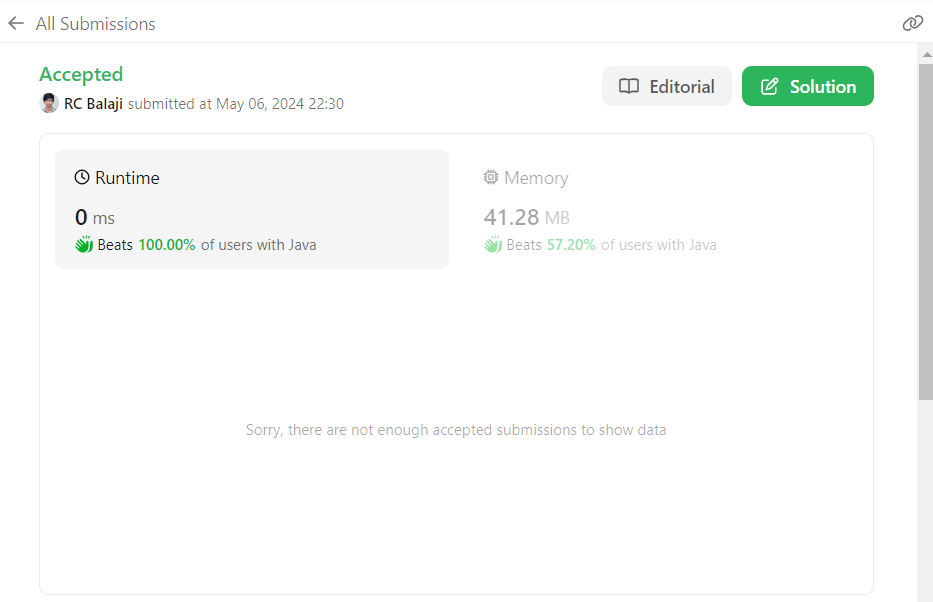 All Submissions
Accepted
RC Balaji submitted at May 06, 2024 22:30
Editorial
Solution
Runtime
0 ms
Beats 100.00% of users with Java
Memory
41.28 MB
Beats 57.20% of users with Java
Sorry, there are not enough accepted submissions to show data